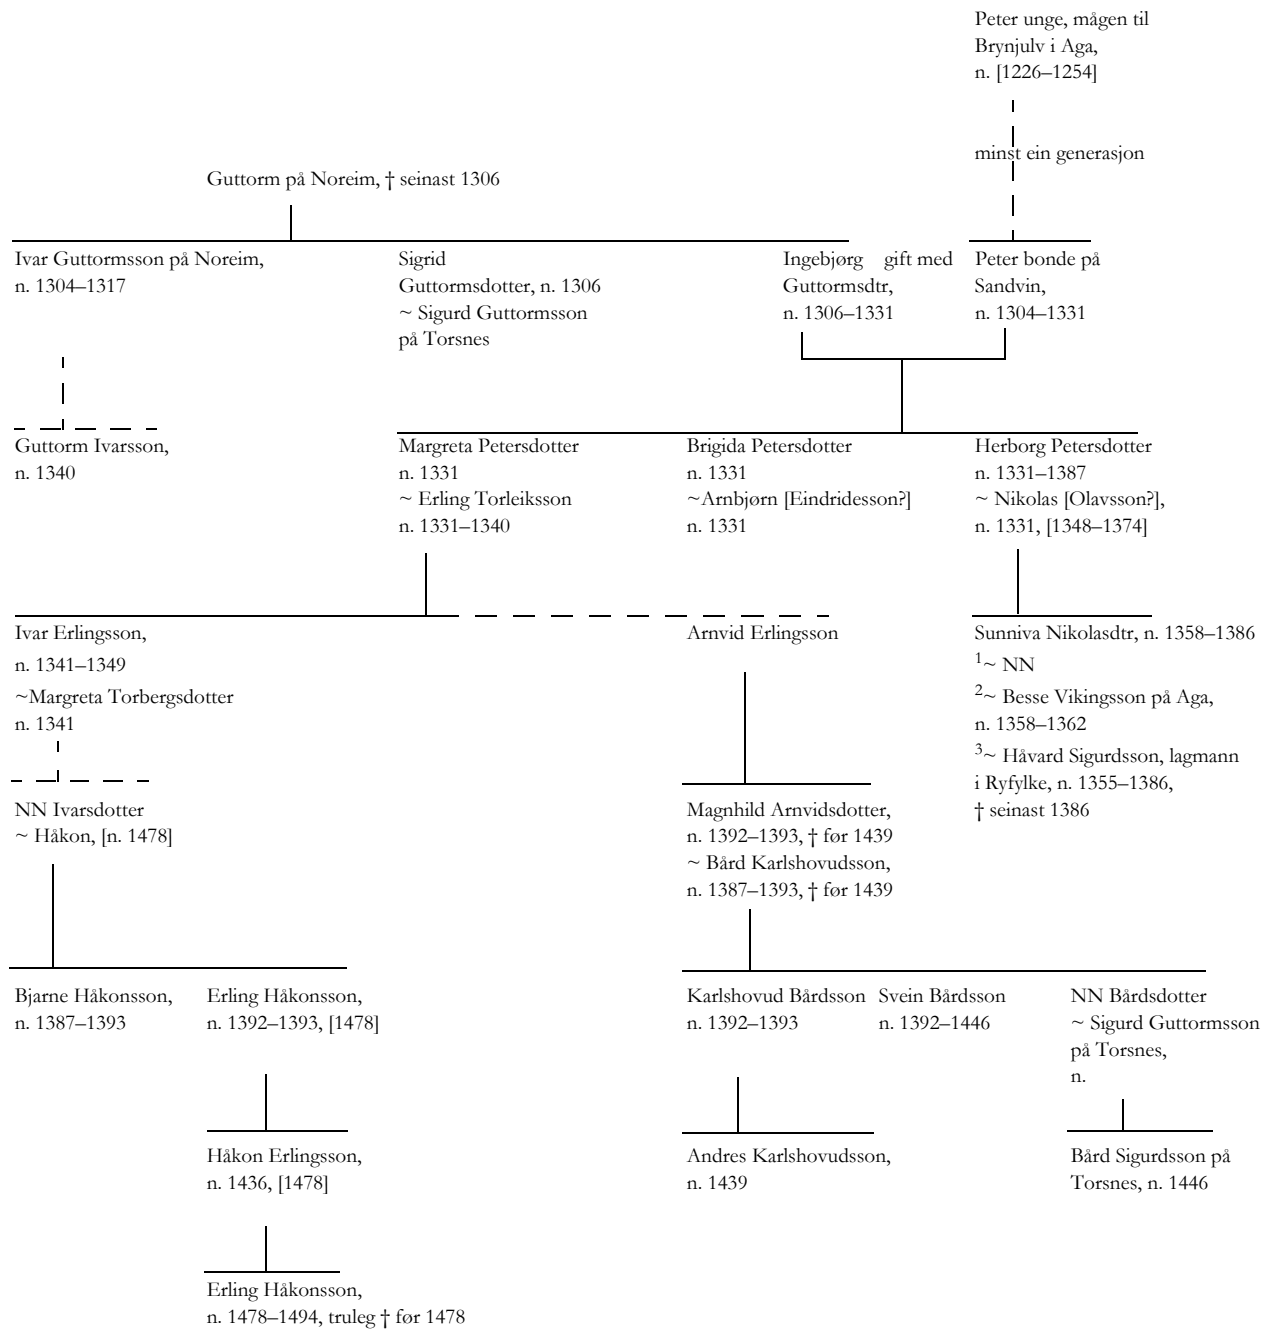 Peter unge, mågen til
Brynjulv i Aga,
n. [1226–1254]
minst ein generasjon
Guttorm på Noreim, † seinast 1306
Ivar Guttormsson på Noreim,
n. 1304–1317
Sigrid
Guttormsdotter, n. 1306
~ Sigurd Guttormsson
på Torsnes
Ingebjørg gift med
Guttormsdtr,
n. 1306–1331
Peter bonde på
Sandvin,
n. 1304–1331
Guttorm Ivarsson,
n. 1340
Margreta Petersdotter
n. 1331
~ Erling Torleiksson
n. 1331–1340
Brigida Petersdotter
n. 1331
~Arnbjørn [Eindridesson?]
n. 1331
Herborg Petersdotter
n. 1331–1387
~ Nikolas [Olavsson?],
n. 1331, [1348–1374]
Ivar Erlingsson,
n. 1341–1349
~Margreta Torbergsdotter
n. 1341
Arnvid Erlingsson
Sunniva Nikolasdtr, n. 1358–1386
1~ NN
2~ Besse Vikingsson på Aga,
n. 1358–1362
3~ Håvard Sigurdsson, lagmann
i Ryfylke, n. 1355–1386,
† seinast 1386
NN Ivarsdotter
~ Håkon, [n. 1478]
Magnhild Arnvidsdotter,
n. 1392–1393, † før 1439
~ Bård Karlshovudsson,
n. 1387–1393, † før 1439
Bjarne Håkonsson,
n. 1387–1393
Erling Håkonsson,
n. 1392–1393, [1478]
Karlshovud Bårdsson
n. 1392–1393
Svein Bårdsson
n. 1392–1446
NN Bårdsdotter
~ Sigurd Guttormsson
på Torsnes,
n.
Håkon Erlingsson,
n. 1436, [1478]
Andres Karlshovudsson,
n. 1439
Bård Sigurdsson på
Torsnes, n. 1446
Erling Håkonsson,
n. 1478–1494, truleg † før 1478